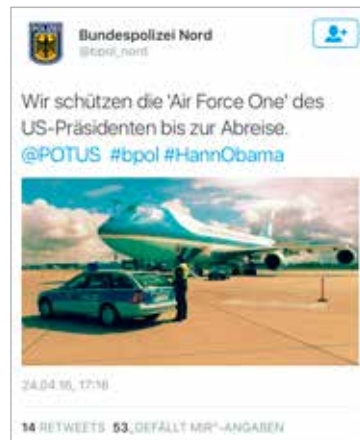 Bundespolizei Nord
@bpol_nord
Wir schützen die 'Air Force One' des
US-Präsidenten bis zur Abreise.
@POTUS #bpol #HannObama
24.04.16, 17:16
14 RETWEETS 53 „GEFÄLLT MIR“-ANGABEN